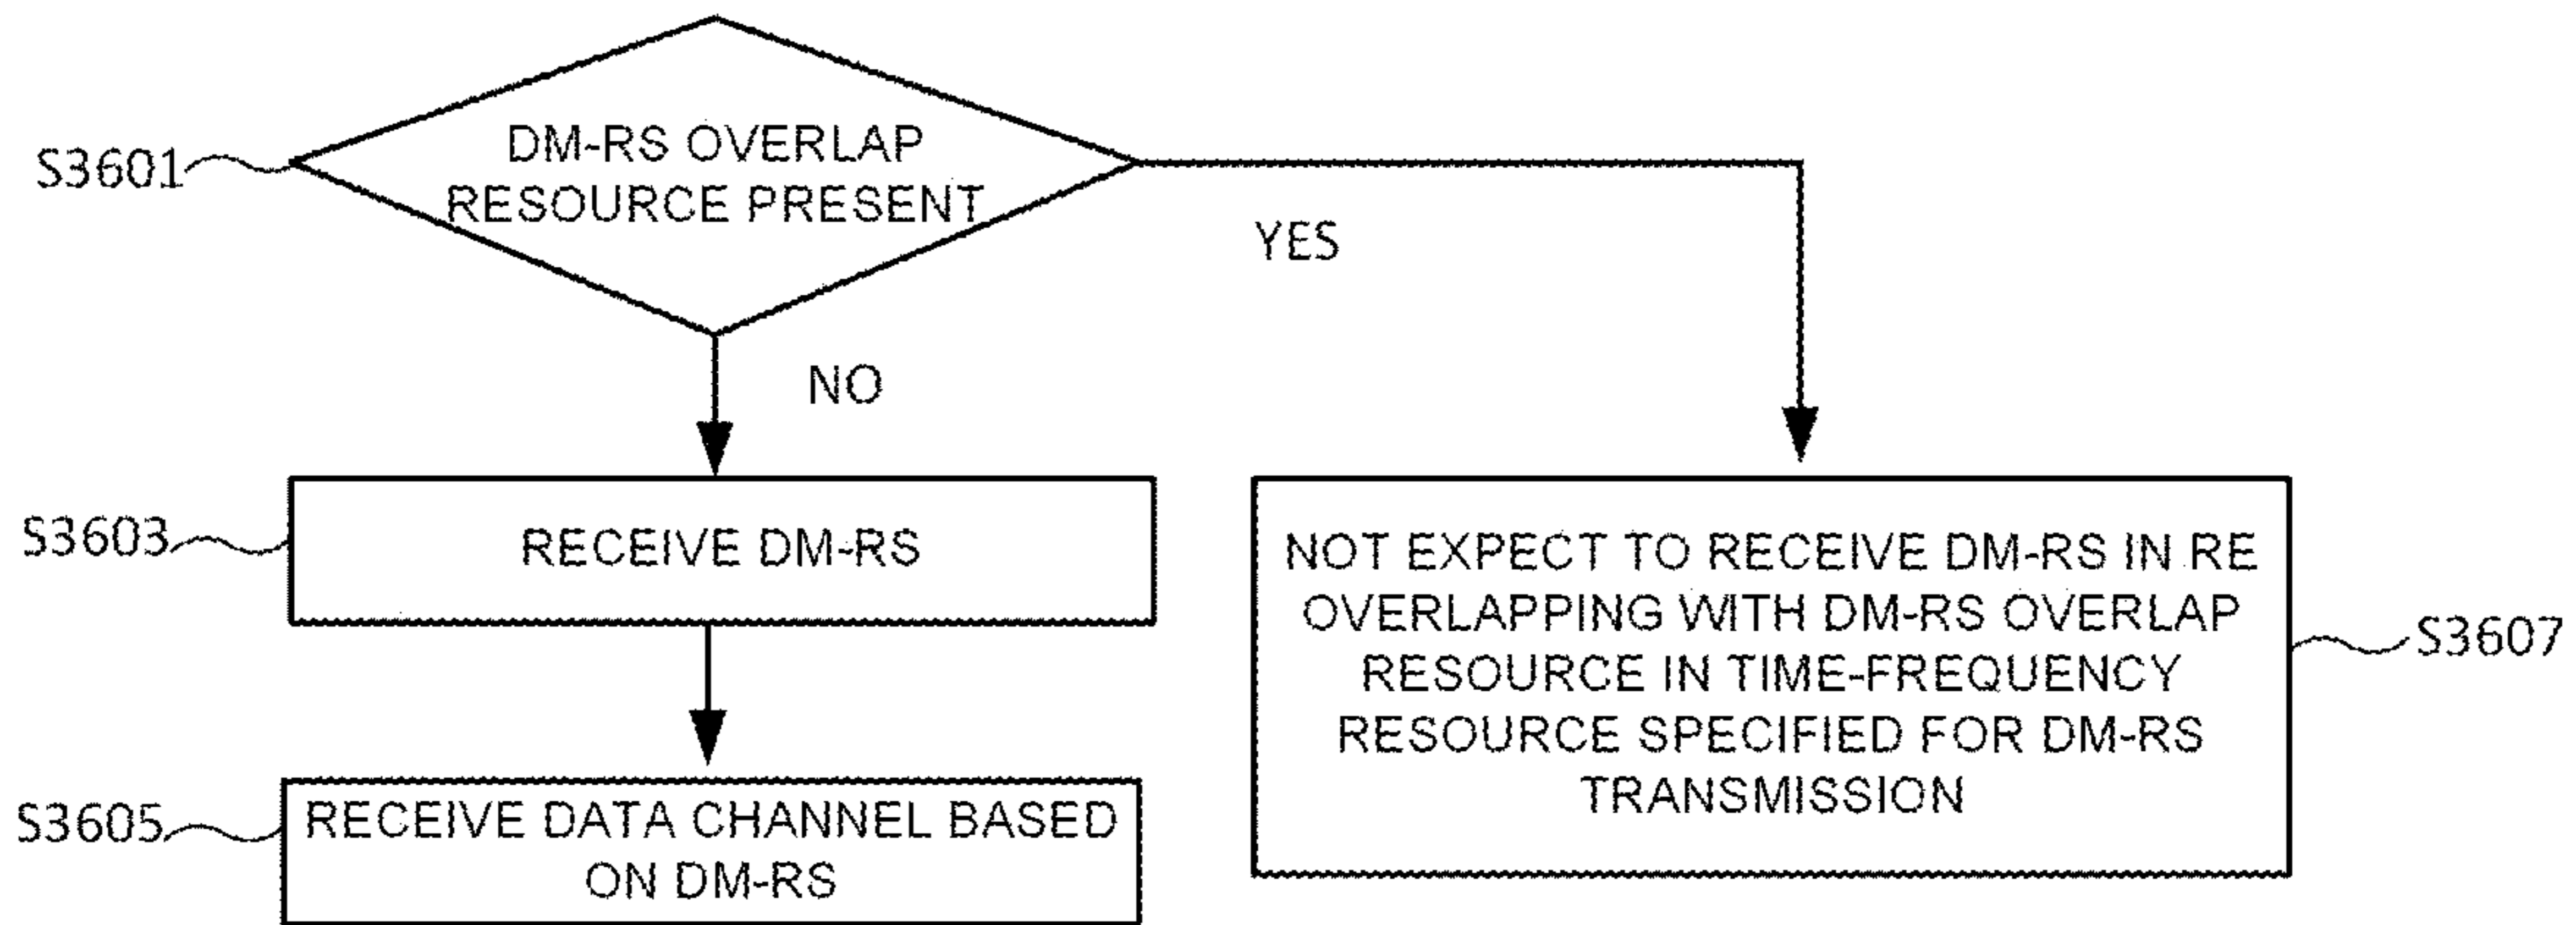 S3601
DM-RS OVERLAP
RESOURCE PRESENT
YES
NO
S3603
RECEIVE DM-RS
S3605
RECEIVE DATA CHANNEL BASED
ON DM-RS
NOT EXPECT TO RECEIVE DM-RS IN RE
OVERLAPPING WITH DM-RS OVERLAP
RESOURCE IN TIME-FREQUENCY
RESOURCE SPECIFIED FOR DM-RS
TRANSMISSION
S3607